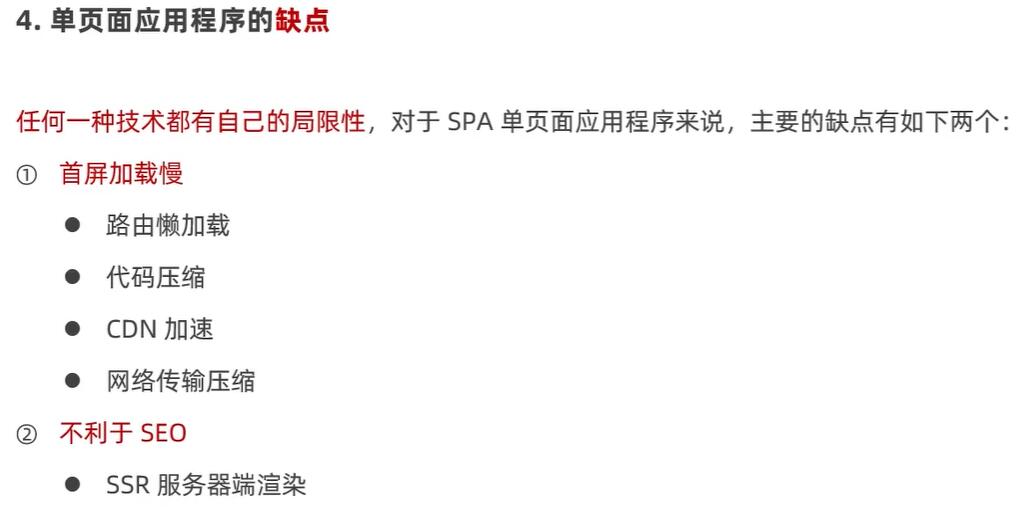 4. 单页面应用程序的缺点
任何一种技术都有自己的局限性，对于 SPA 单页面应用程序来说，主要的缺点有如下两个：
① 首屏加载慢
● 路由懒加载
● 代码压缩
● CDN 加速
● 网络传输压缩
② 不利于 SEO
● SSR 服务器端渲染